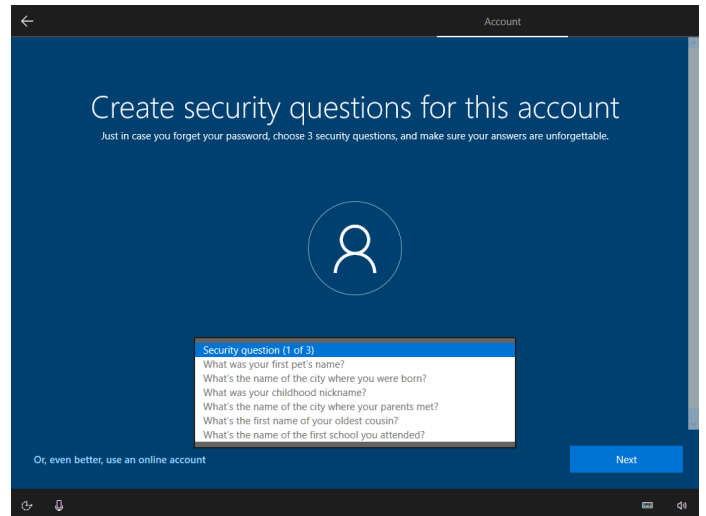 Account
Create security questions for this account
Just in case you forget your password, choose 3 security questions, and make sure your answers are unforgettable.
Security question (1 of 3)
What was your first pet's name?
What's the name of the city where you were born?
What was your childhood nickname?
What's the name of the city where your parents met?
What's the first name of your oldest cousin?
What's the name of the first school you attended?
Or, even better, use an online account
Next